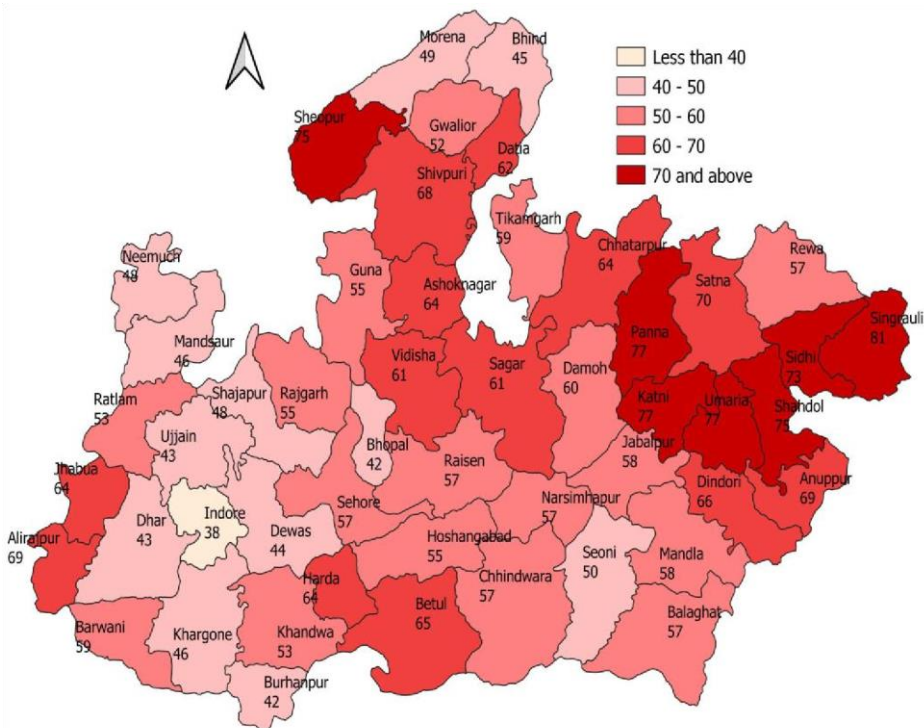 Morena
49
Bhind
45
Less than 40
40 - 50
50 - 60
60 - 70
70 and above
Sheopur
75
Gwalior
52
Datia
62
Shivpuri
68
Tikamgarh
59
Chhatarpur
64
Rewa
57
Neemuch
48
Guna
55
Ashoknagar
64
Satna
70
Singrauli
81
Mandsaur
46
Panna
77
Sidhi
73
Vidisha
61
Sagar
61
Damoh
60
Ratlam
53
Shajapur
48
Rajgarh
55
Katni
77
Umaria
77
Shahdol
75
Ujjain
43
Bhopal
42
Raisen
57
Jabalpur
58
Jhabua
64
Dindori
66
Anuppur
69
Indore
38
Sehore
57
Narsimhapur
57
Dhar
43
Dewas
44
Alirajpur
69
Hoshangabad
55
Seoni
50
Mandla
58
Harda
64
Chhindwara
57
Betul
65
Balaghat
57
Barwani
59
Khargone
46
Khandwa
53
Burhanpur
42